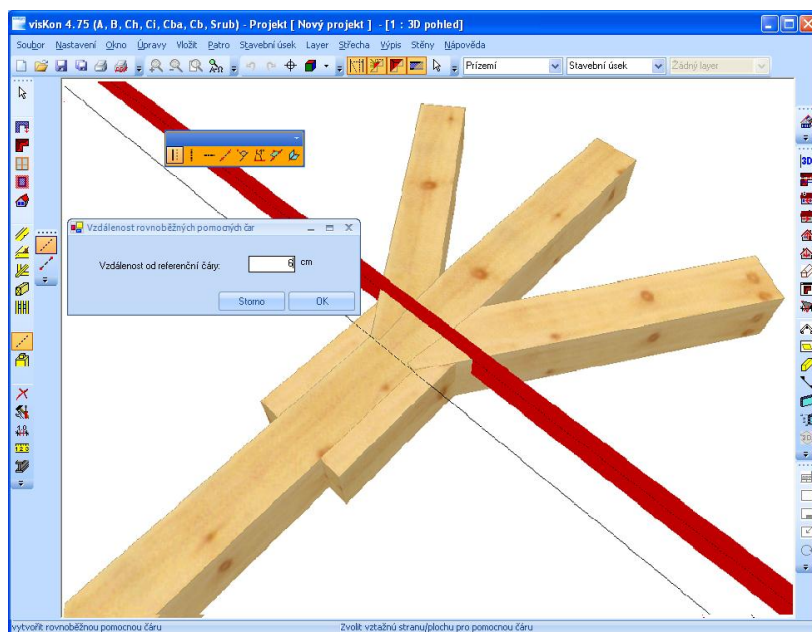 visKon 4.75 (A, B, Ch, Ci, Cba, Cb, Srub) - Projekt [ Nový projekt ] - [1 : 3D pohled]
Soubor Nastavení Okno Úpravy Vložit Patro Stavební úsek Layer Střecha Výpis Stěny Nápověda
Přízemí Stavební úsek Žádný layer
3D
Vzdálenost rovnoběžných pomocných čar
Vzdálenost od referenční čáry: 6 cm
Storno OK
vytvořit rovnoběžnou pomocnou čáru Zvolit vztažnou stranu/plochu pro pomocnou čáru